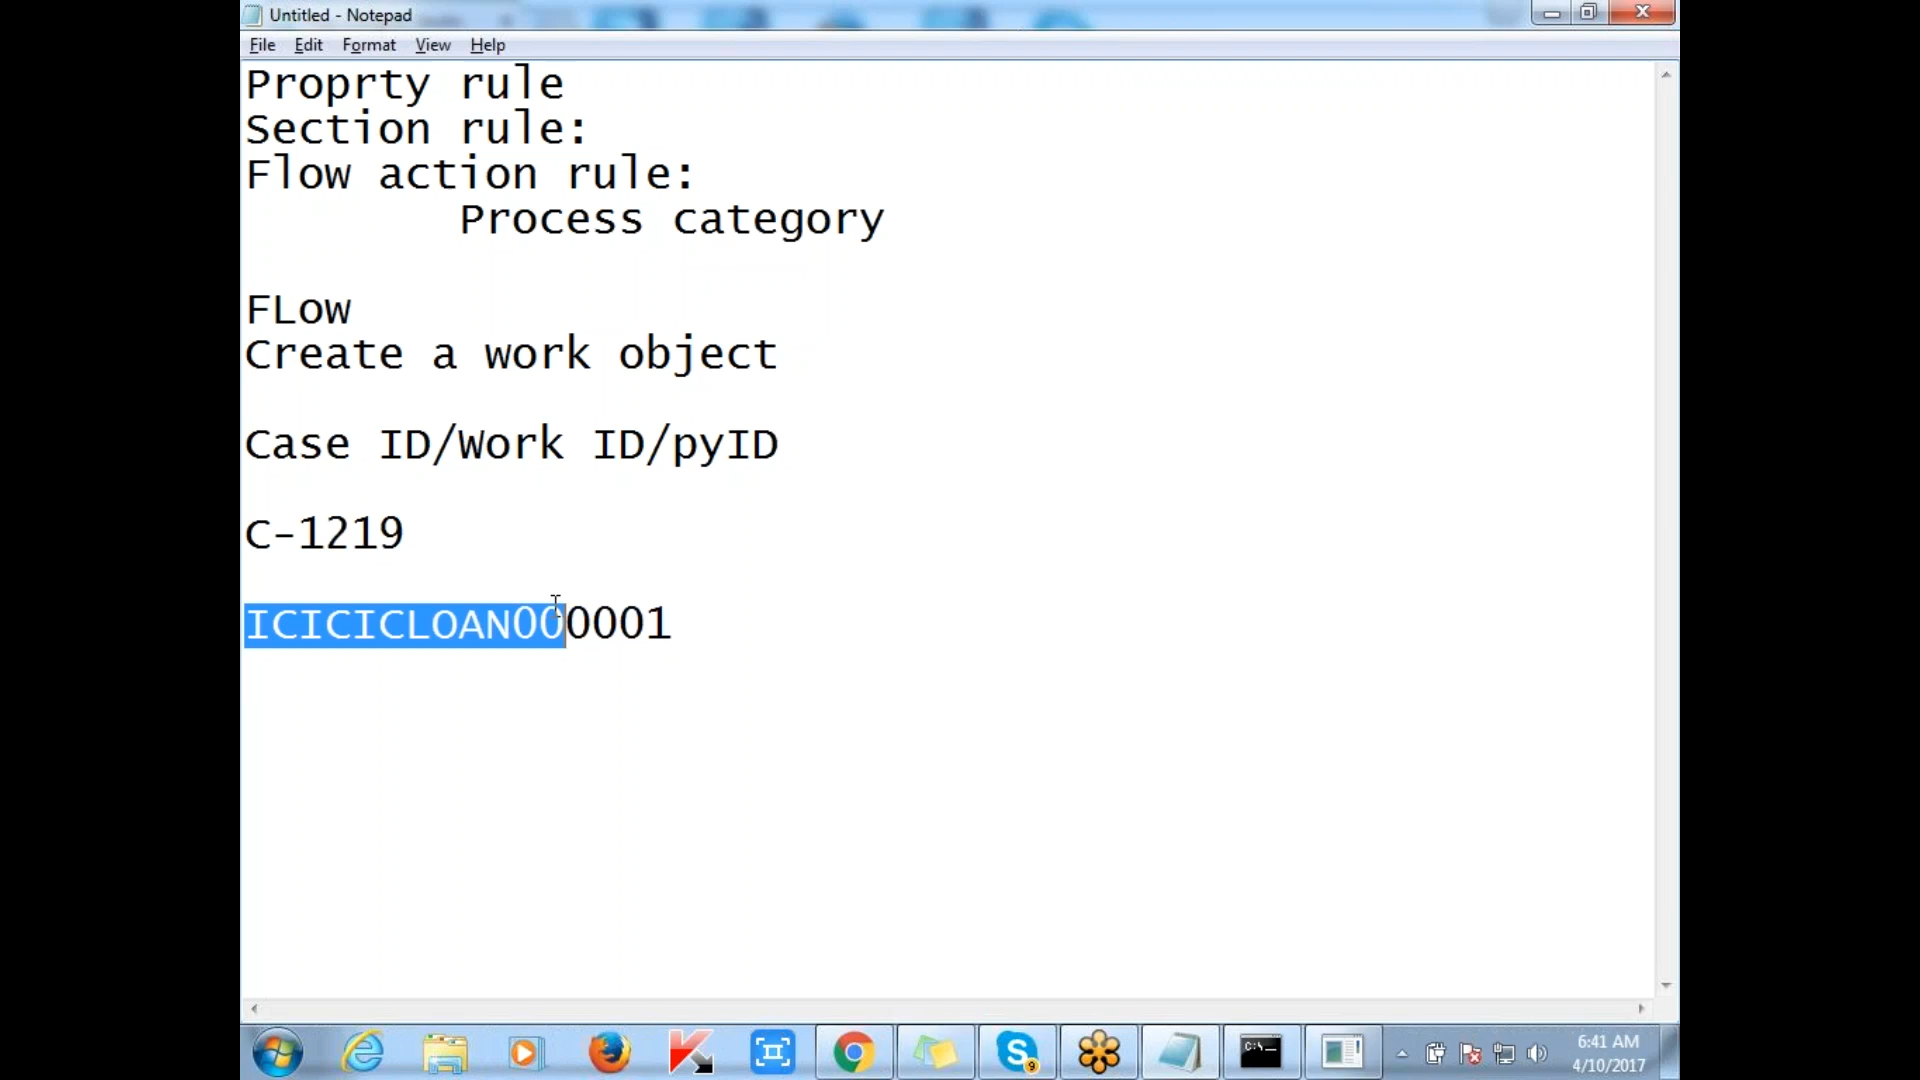 Untitled - Notepad
File Edit Format View Help
Proprty rule
Section rule:
Flow action rule:
Process category
FLow
Create a work object
Case ID/Work ID/pyID
C-1219
ICICICLOAN000001
C:\_
S
9
6:41 AM
4/10/2017